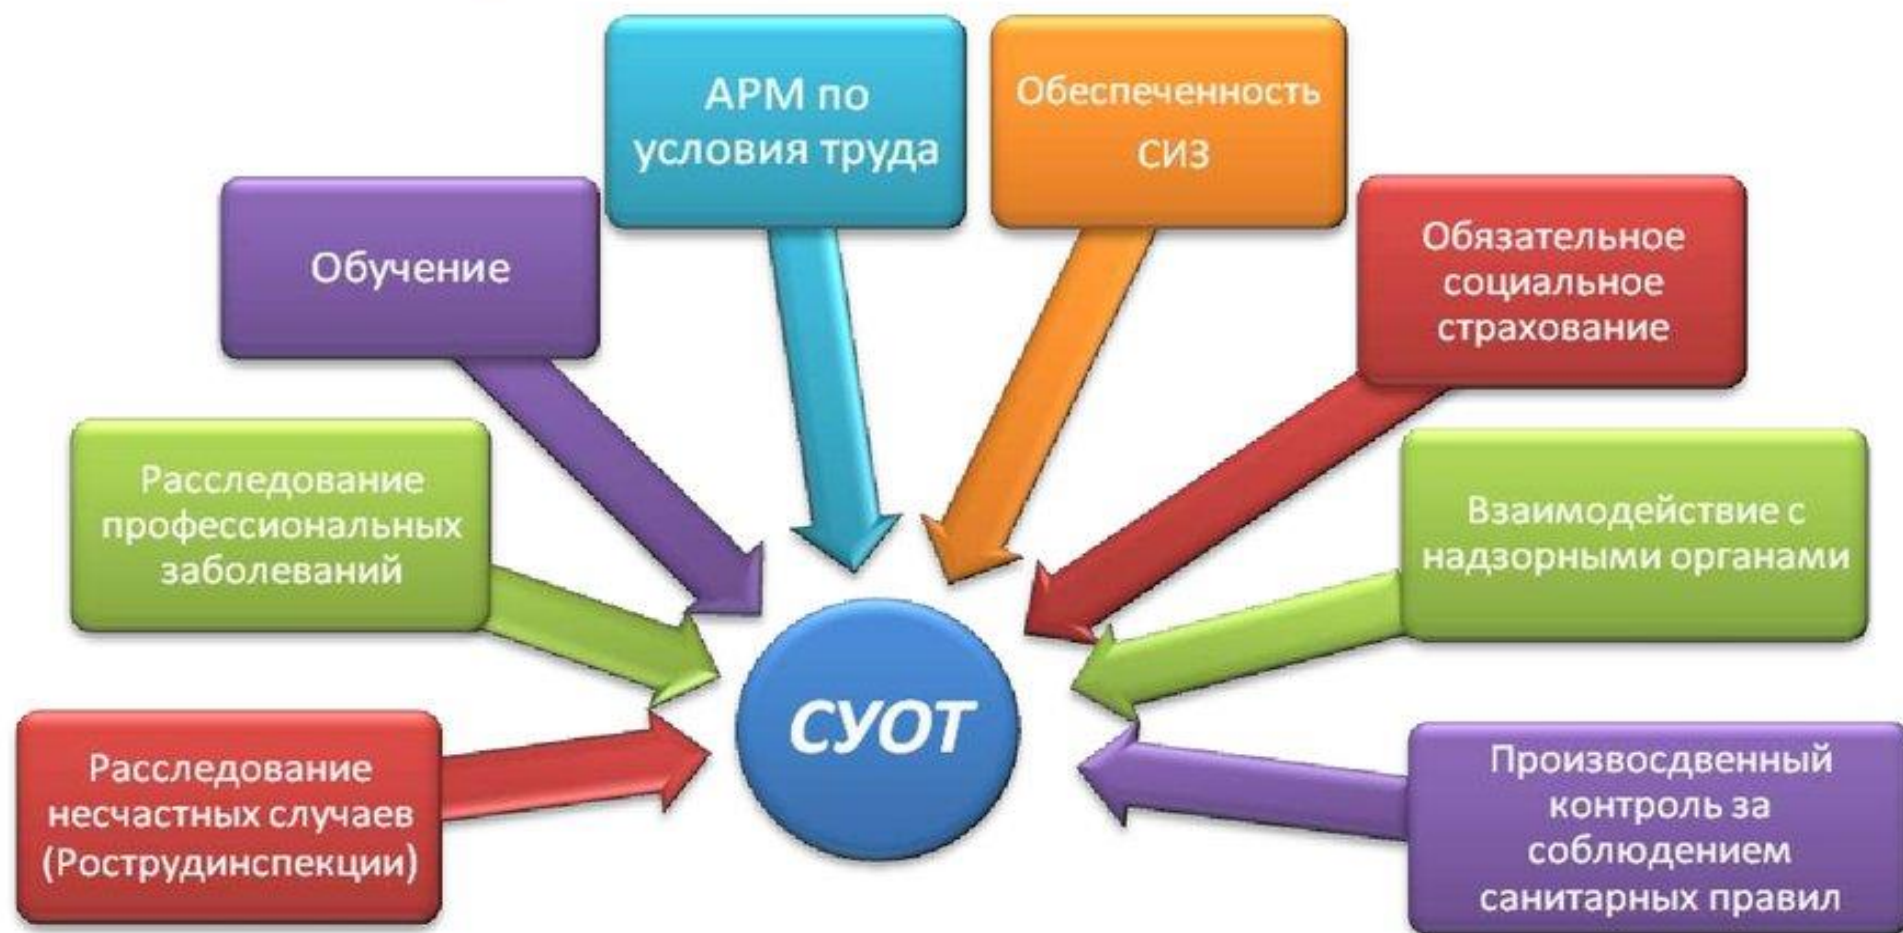 АРМ по
условия труда
Обеспеченность
СИЗ
Обучение
Обязательное
социальное
страхование
Расследование
профессиональных
заболеваний
Взаимодействие с
надзорными органами
СУОТ
Расследование
несчастных случаев
(Рострудинспекции)
Произвосдвенный
контроль за
соблюдением
санитарных правил